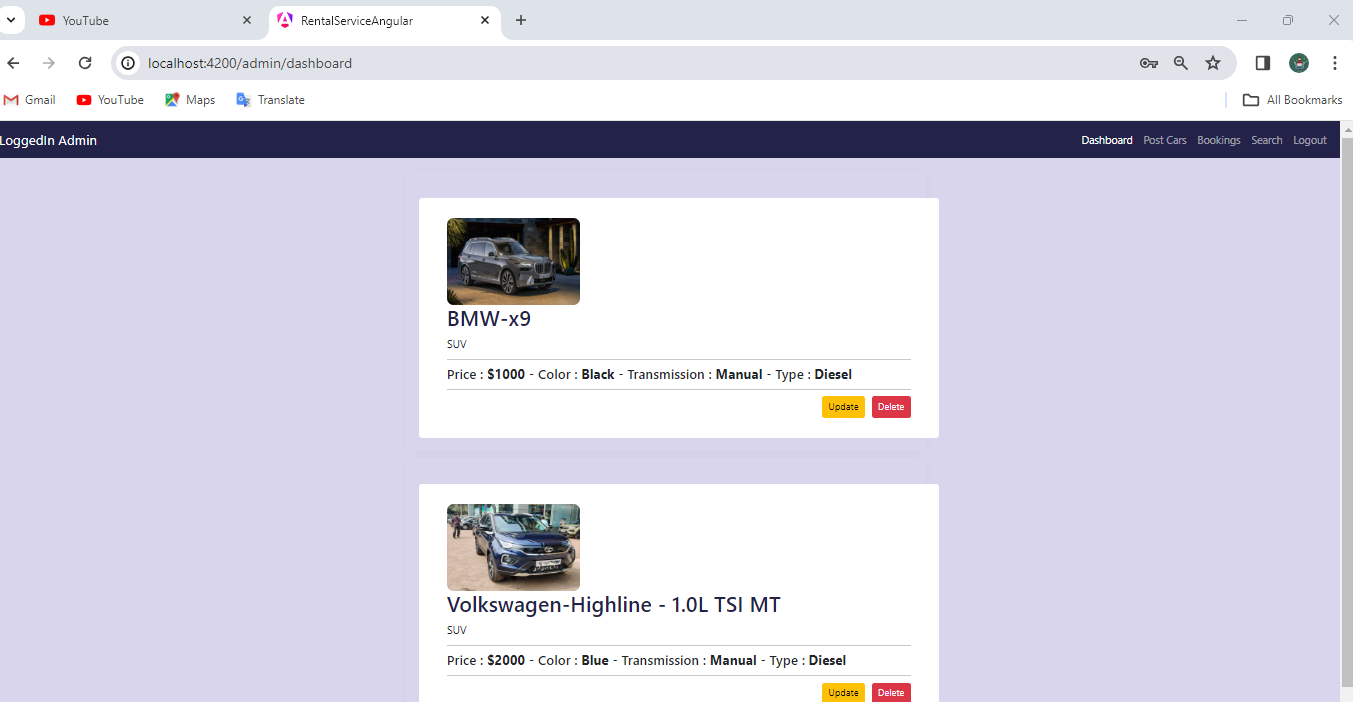 YouTube
RentalServiceAngular
localhost:4200/admin/dashboard
Gmail YouTube Maps Translate All Bookmarks
LoggedIn Admin Dashboard Post Cars Bookings Search Logout
BMW-x9
SUV
Price : $1000 - Color : Black - Transmission : Manual - Type : Diesel
Update Delete
Volkswagen-Highline - 1.0L TSI MT
SUV
Price : $2000 - Color : Blue - Transmission : Manual - Type : Diesel
Update Delete